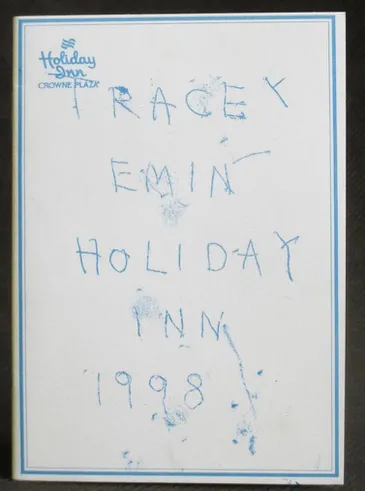 Holiday
Inn
CROWNE PLAZA
TRACEY
EMIN
HOLIDAY
INN
1998